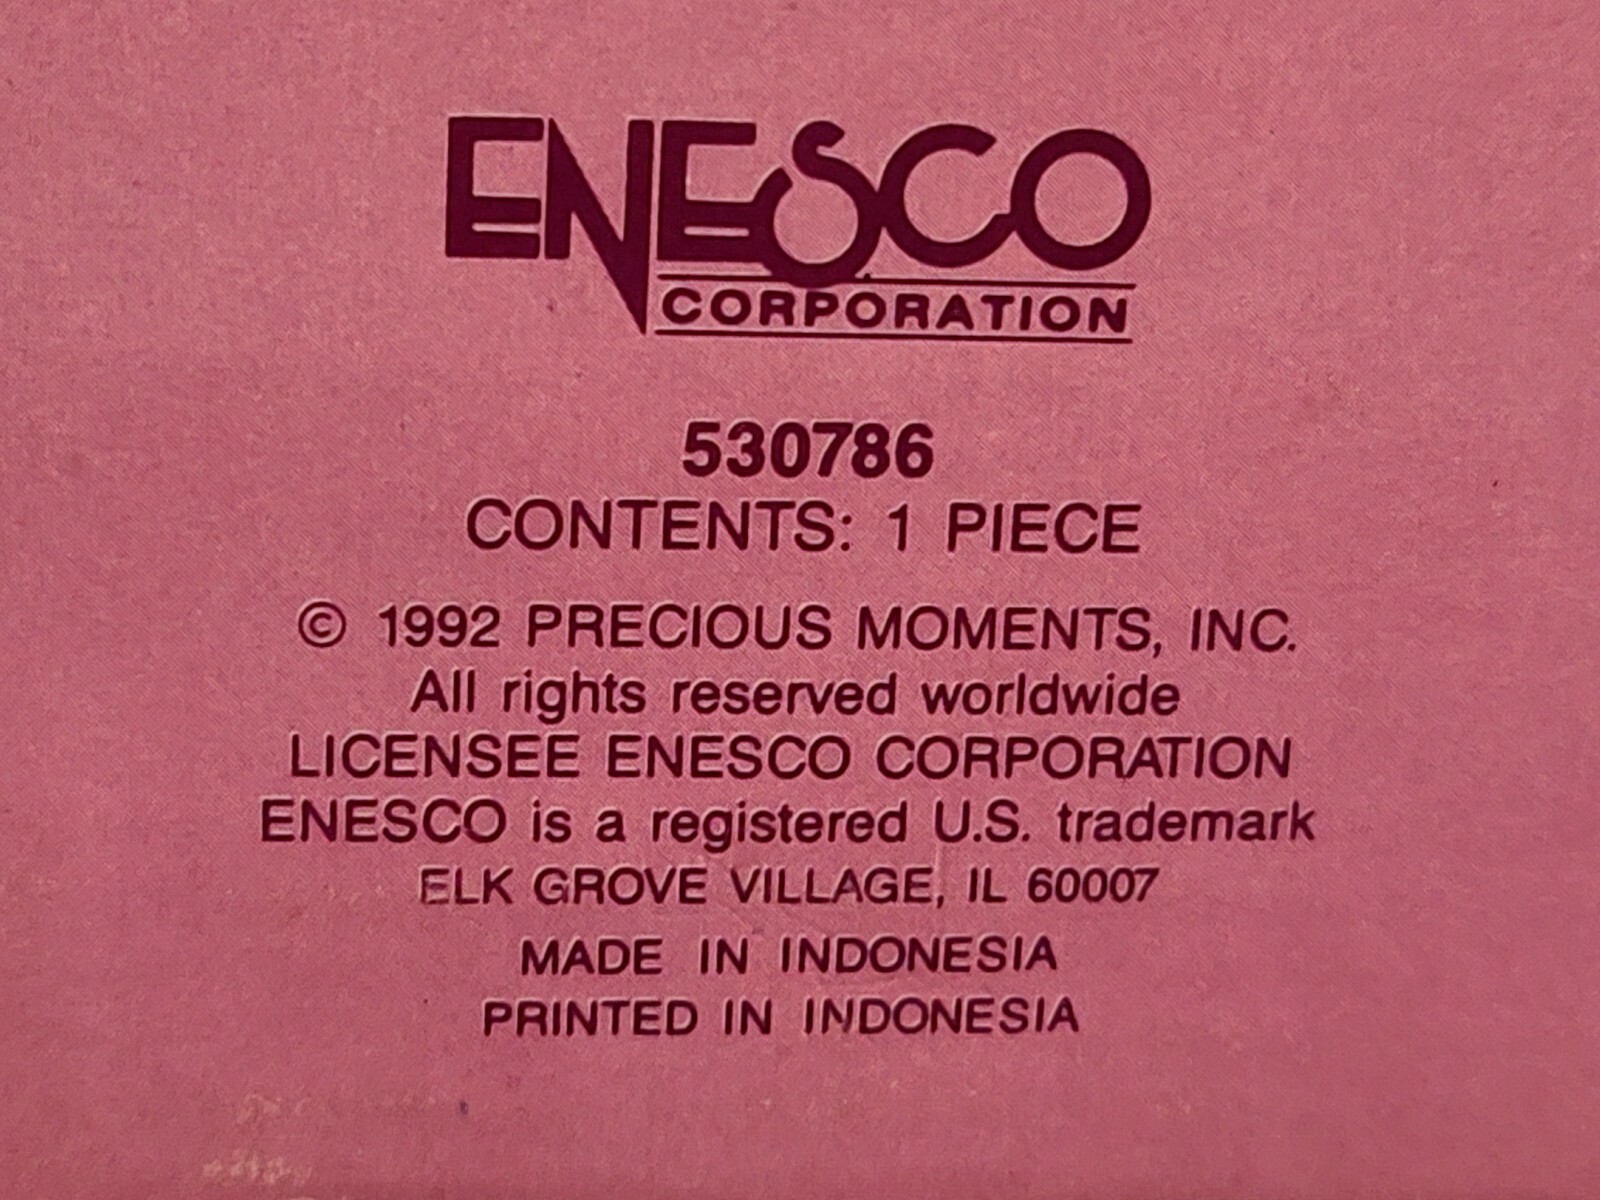 ENESCO
CORPORATION
530786
CONTENTS: 1 PIECE
© 1992 PRECIOUS MOMENTS, INC.
All rights reserved worldwide
LICENSEE ENESCO CORPORATION
ENESCO is a registered U.S. trademark
ELK GROVE VILLAGE, IL 60007
MADE IN INDONESIA
PRINTED IN INDONESIA